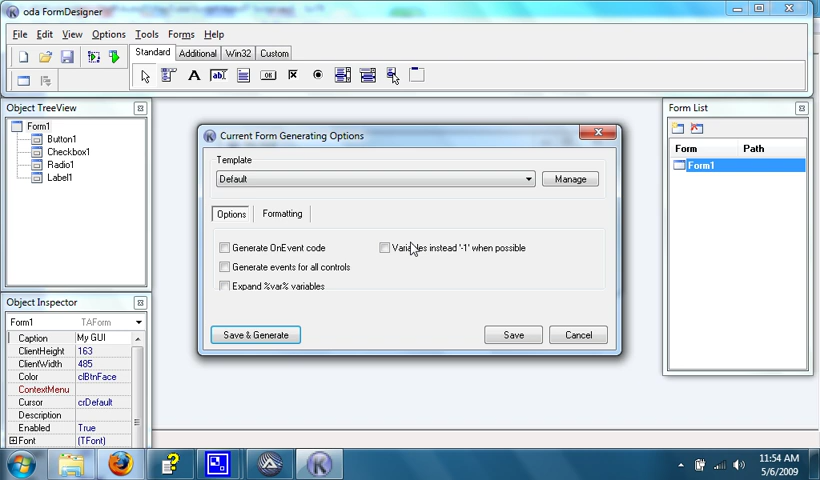 oda FormDesigner
File Edit View Options Tools Forms Help
Standard Additional Win32 Custom
Object TreeView
Form1
Button1
Checkbox1
Radio1
Label1
Current Form Generating Options
Template
Default
Manage
Options Formatting
Generate OnEvent code
Variables instead '-1' when possible
Generate events for all controls
Expand %var% variables
Save & Generate
Save
Cancel
Form List
Form Path
Form1
Object Inspector
Form1 TAForm
Caption My GUI
ClientHeight 163
ClientWidth 485
Color clBtnFace
ContextMenu
Cursor crDefault
Description
Enabled True
Font (TFont)
11:54 AM
5/6/2009